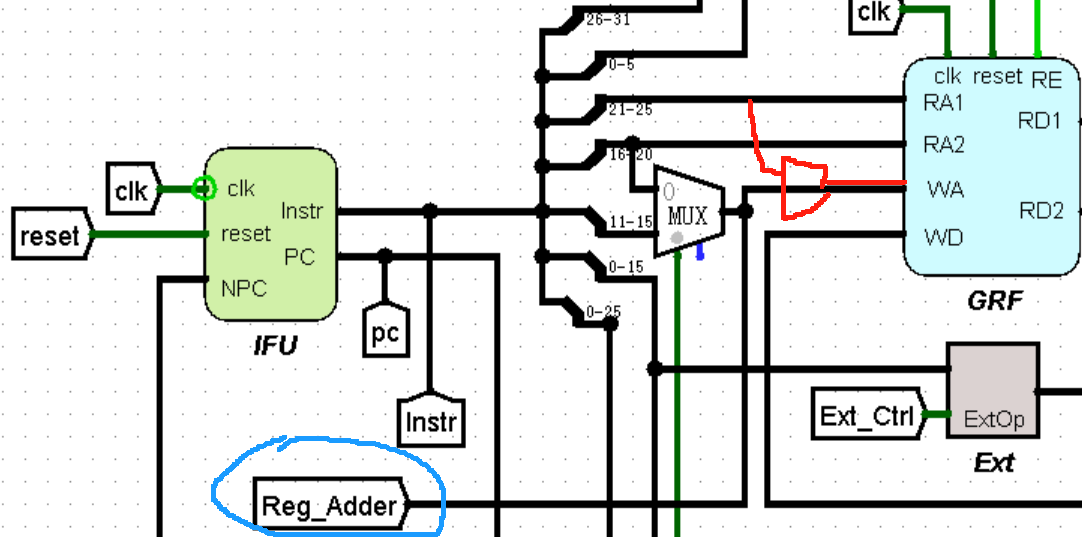 26-31
clk
0-5
clk reset RE
21-25
RA1
RD1
16-20
RA2
clk
clk
0
WA
Instr
MUX
11-15
RD2
reset
reset
PC
WD
0-15
NPC
GRF
0-25
pc
IFU
Ext_Ctrl
ExtOp
Instr
Ext
Reg_Adder